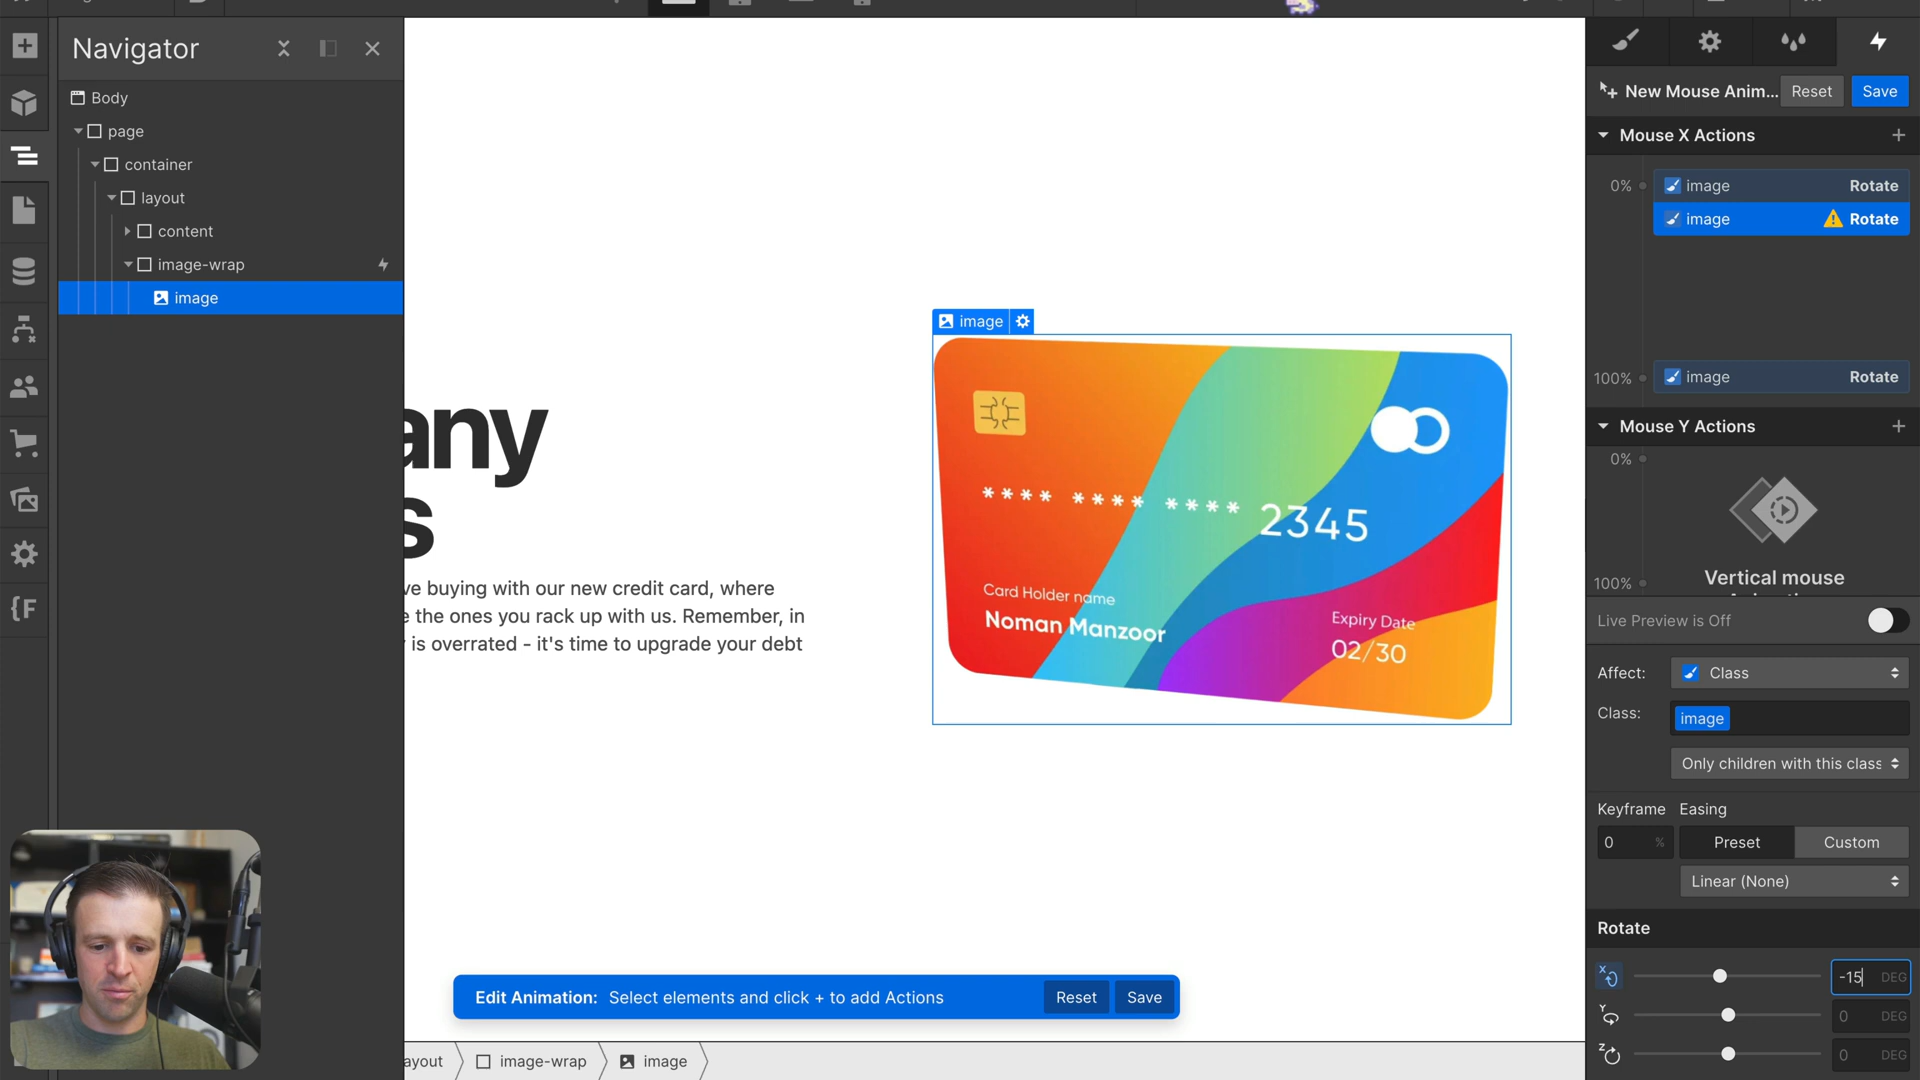 Navigator
Body
page
container
layout
content
image-wrap
image
any
s
ve buying with our new credit card, where
e the ones you rack up with us. Remember, in
is overrated - it's time to upgrade your debt
image
**** **** **** 2345
Card Holder name
Noman Manzoor
Expiry Date
02/30
Edit Animation: Select elements and click + to add Actions
Reset
Save
ayout
image-wrap
image
New Mouse Anim...
Reset
Save
Mouse X Actions
0%
image
Rotate
image
Rotate
100%
image
Rotate
Mouse Y Actions
0%
100%
Vertical mouse
Live Preview is Off
Affect:
Class
Class:
image
Only children with this class
Keyframe
Easing
0 %
Preset
Custom
Linear (None)
Rotate
X
-15 DEG
Y
0 DEG
Z
0 DEG
{F